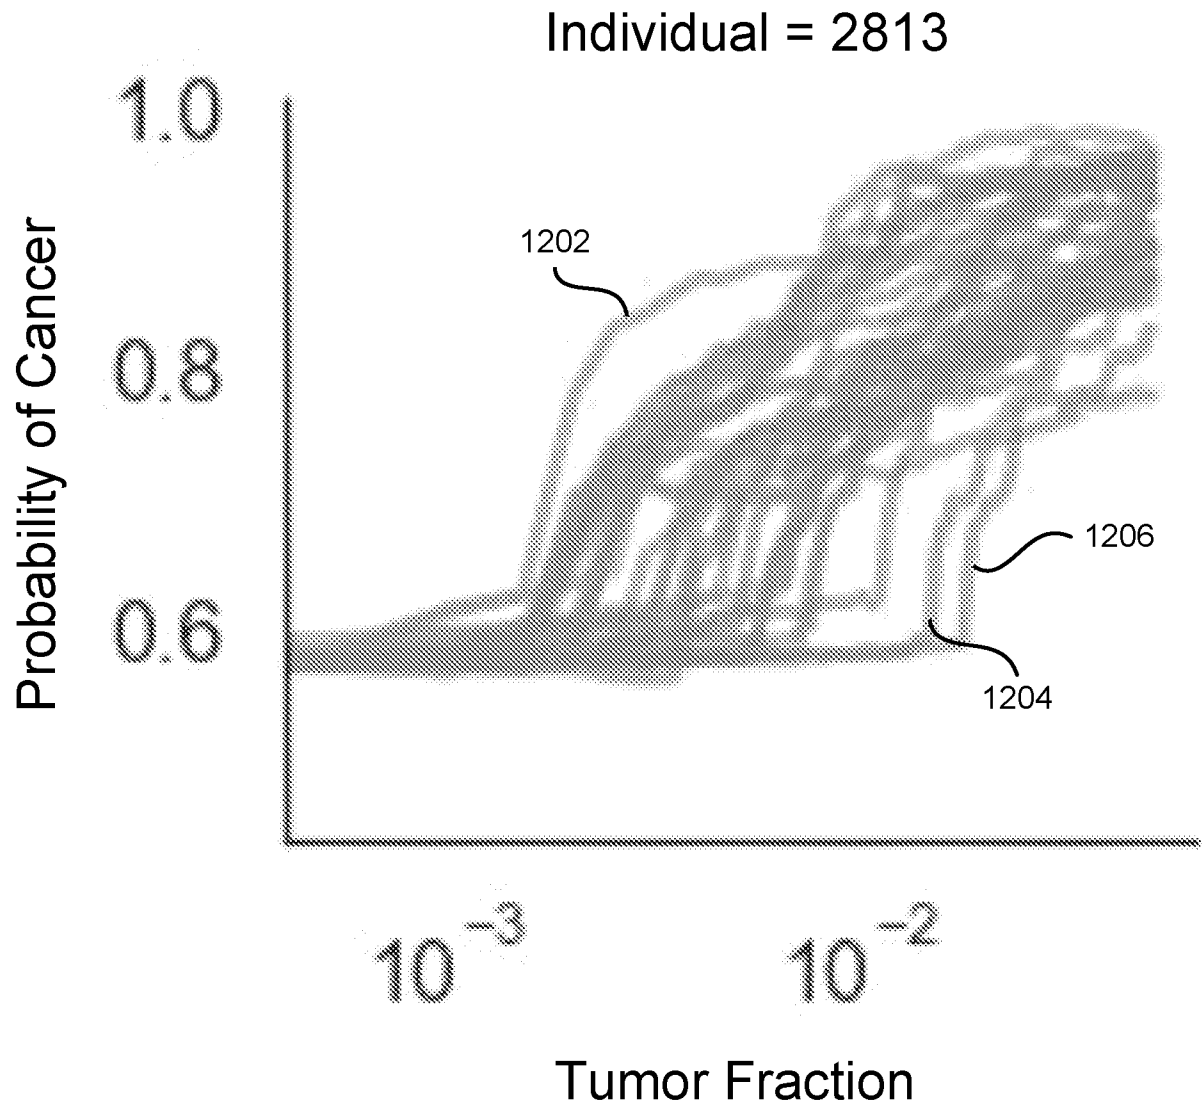 Individual = 2813
1.0
1202
0.8
Probability of Cancer
1206
0.6
1204
10⁻³ 10⁻²
Tumor Fraction